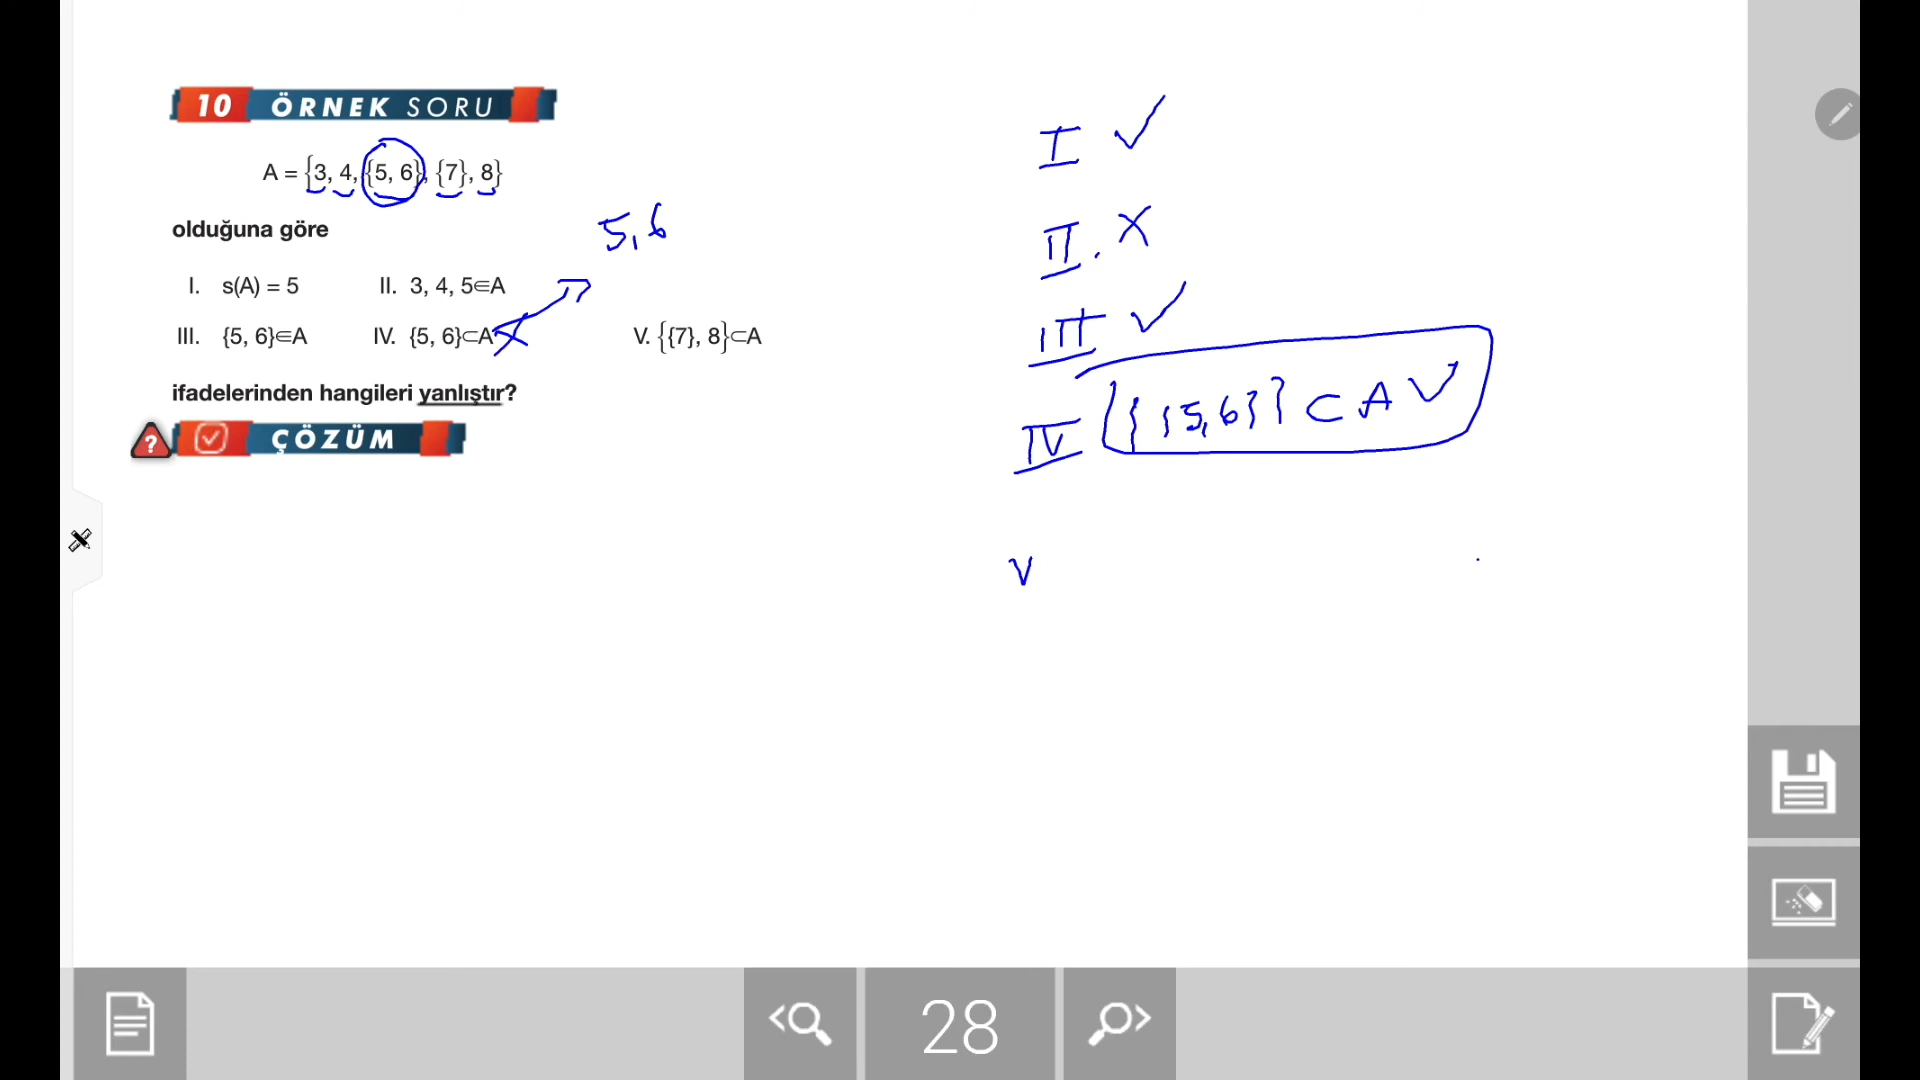 10 ÖRNEK SORU
A = {3, 4, {5, 6}, {7}, 8}
olduğuna göre
5, 6
I. s(A) = 5 II. 3, 4, 5∈A
III. {5, 6}∈A IV. {5, 6}⊂A V. {{7}, 8}⊂A
ifadelerinden hangileri yanlıştır?
? ÇÖZÜM
I ✓
II. X
III ✓
IV {{5,6}} ⊂ A ✓
V
28